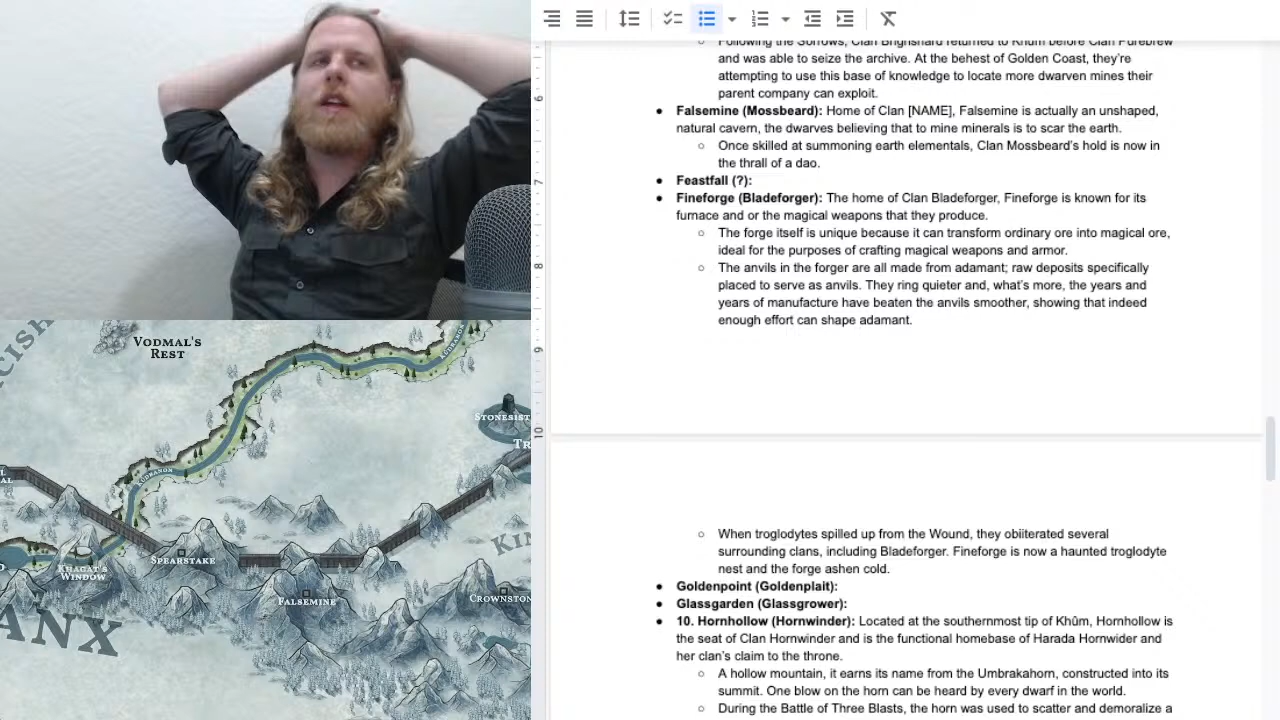 Following the Sorrows, Clan Brightshard returned to Khûm before Clan Purebrew
and was able to seize the archive. At the behest of Golden Coast, they're
attempting to use this base of knowledge to locate more dwarven mines their
parent company can exploit.
Falsemine (Mossbeard): Home of Clan [NAME], Falsemine is actually an unshaped,
natural cavern, the dwarves believing that to mine minerals is to scar the earth.
Once skilled at summoning earth elementals, Clan Mossbeard's hold is now in
the thrall of a dao.
Feastfall (?):
Fineforge (Bladeforger): The home of Clan Bladeforger, Fineforge is known for its
furnace and or the magical weapons that they produce.
The forge itself is unique because it can transform ordinary ore into magical ore,
ideal for the purposes of crafting magical weapons and armor.
The anvils in the forger are all made from adamant; raw deposits specifically
placed to serve as anvils. They ring quieter and, what's more, the years and
years of manufacture have beaten the anvils smoother, showing that indeed
enough effort can shape adamant.
When troglodytes spilled up from the Wound, they obliterated several
surrounding clans, including Bladeforger. Fineforge is now a haunted troglodyte
nest and the forge ashen cold.
Goldenpoint (Goldenplait):
Glassgarden (Glassgrower):
10. Hornhollow (Hornwinder): Located at the southernmost tip of Khûm, Hornhollow is
the seat of Clan Hornwinder and is the functional homebase of Harada Hornwider and
her clan's claim to the throne.
A hollow mountain, it earns its name from the Umbrakahorn, constructed into its
summit. One blow on the horn can be heard by every dwarf in the world.
During the Battle of Three Blasts, the horn was used to scatter and demoralize a
6
7
8
9
10
CISH
VODMAL'S
REST
STONESIST
TR
KIN
SPEARSTAKE
KHAGAT'S
WINDOW
FALSEMINE
CROWNSTON
ANX